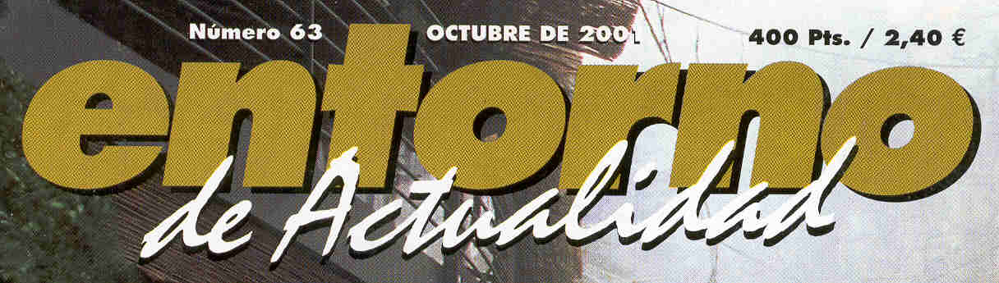 Número 63 OCTUBRE DE 2001 400 Pts. / 2,40 €
entorno
de Actualidad